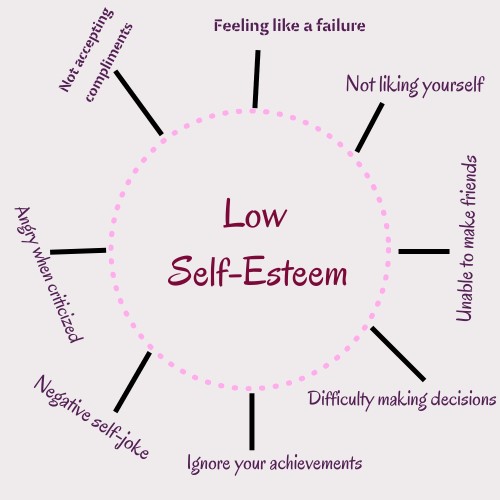 Feeling like a failure
Not accepting
compliments
Not liking yourself
Unable to make friends
Low
Self-Esteem
Angry when criticized
Difficulty making decisions
Negative self-joke
Ignore your achievements